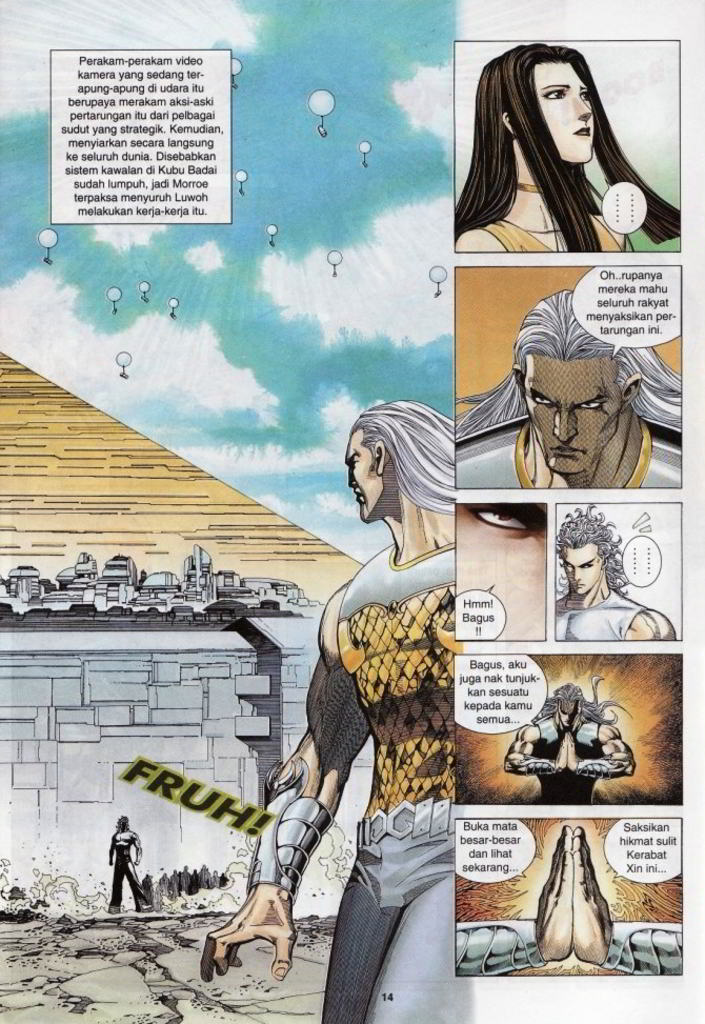 Perakam-perakam video
kamera yang sedang ter-
apung-apung di udara itu
berupaya merakam aksi-aski
pertarungan itu dari pelbagai
sudut yang strategik. Kemudian,
menyiarkan secara langsung
ke seluruh dunia. Disebabkan
sistem kawalan di Kubu Badai
sudah lumpuh, jadi Morroe
terpaksa menyuruh Luwoh
melakukan kerja-kerja itu.
Oh..rupanya
mereka mahu
seluruh rakyat
menyaksikan per-
tarungan ini.
Hmm!
Bagus
!!
Bagus, aku
juga nak tunjuk-
kan sesuatu
kepada kamu
semua...
FRUH!
Buka mata
besar-besar
dan lihat
sekarang...
Saksikan
hikmat sulit
Kerabat
Xin ini...
14